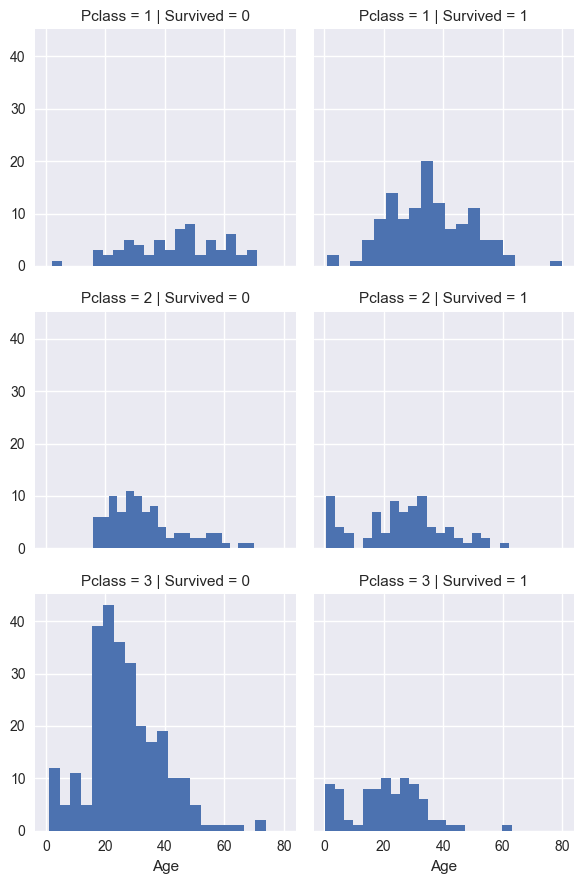 Pclass = 1 | Survived = 0
Pclass = 1 | Survived = 1
40
30
20
10
0
Pclass = 2 | Survived = 0
Pclass = 2 | Survived = 1
40
30
20
10
0
Pclass = 3 | Survived = 0
Pclass = 3 | Survived = 1
40
30
20
10
0
0 20 40 60 80
0 20 40 60 80
Age
Age